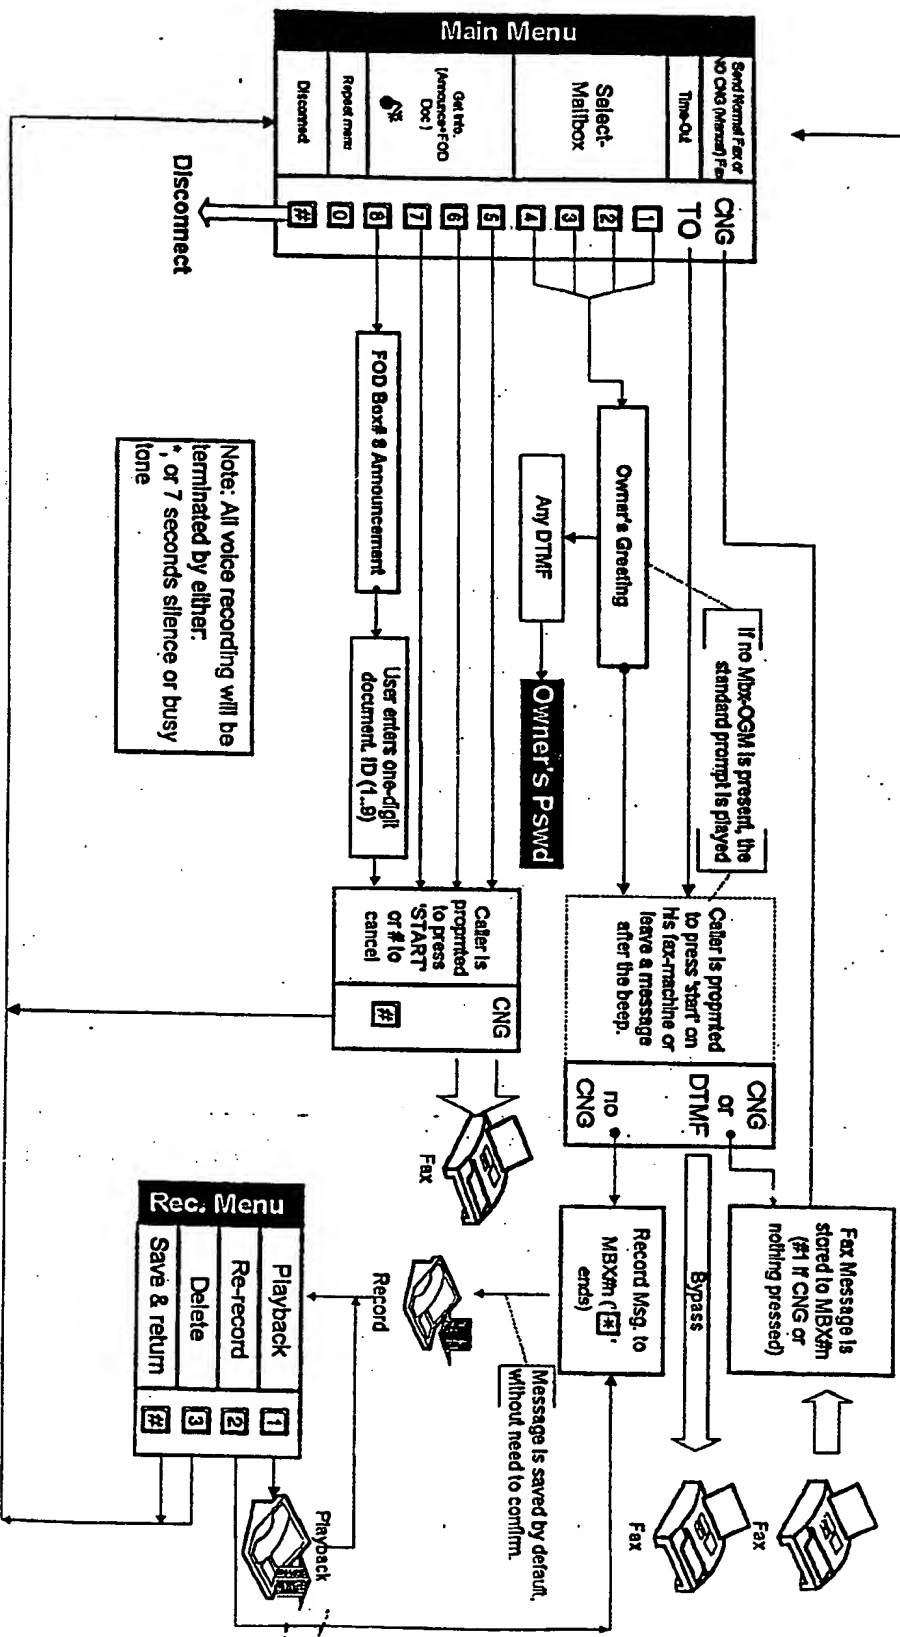 Main Menu
Send Normal Fax or
NO CNG (Manual) Fax
CNG
Time-Out
TO
Select-
Mailbox
1
2
3
4
Get Info.
(Announce+FOD
Doc )
5
6
7
8
Repeat menu
0
Disconnect
#
Disconnect
Owner's Greeting
Any DTMF
Owner's Pswd
FOD Box# 8 Announcement
User enters one-digit
document. ID (1..9)
If no Mbx-OGM is present, the
standard prompt is played
Caller is propmted
to press 'start' on
his fax-machine or
leave a message
after the beep.
CNG
or
DTMF
no
CNG
Caller is
propmted
to press
'START'
or # to
cancel
CNG
#
Fax
Fax Message is
stored to MBX#n
(#1 if CNG or
nothing pressed)
Fax
Bypass
Fax
Record Msg. to
MBX#n ('*'
ends)
Message is saved by default,
without need to comfirm.
Record
Rec. Menu
Playback
1
Re-record
2
Delete
3
Save & return
#
Playback
Note: All voice recording will be
terminated by either:
*, or 7 seconds silence or busy
tone